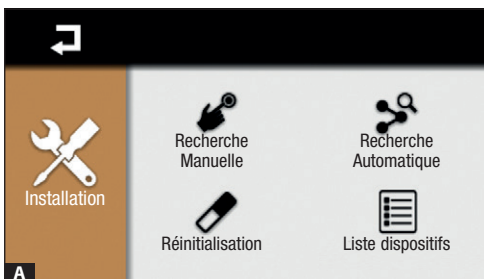 Installation
Recherche
Manuelle
Recherche
Automatique
Réinitialisation
Liste dispositifs
A